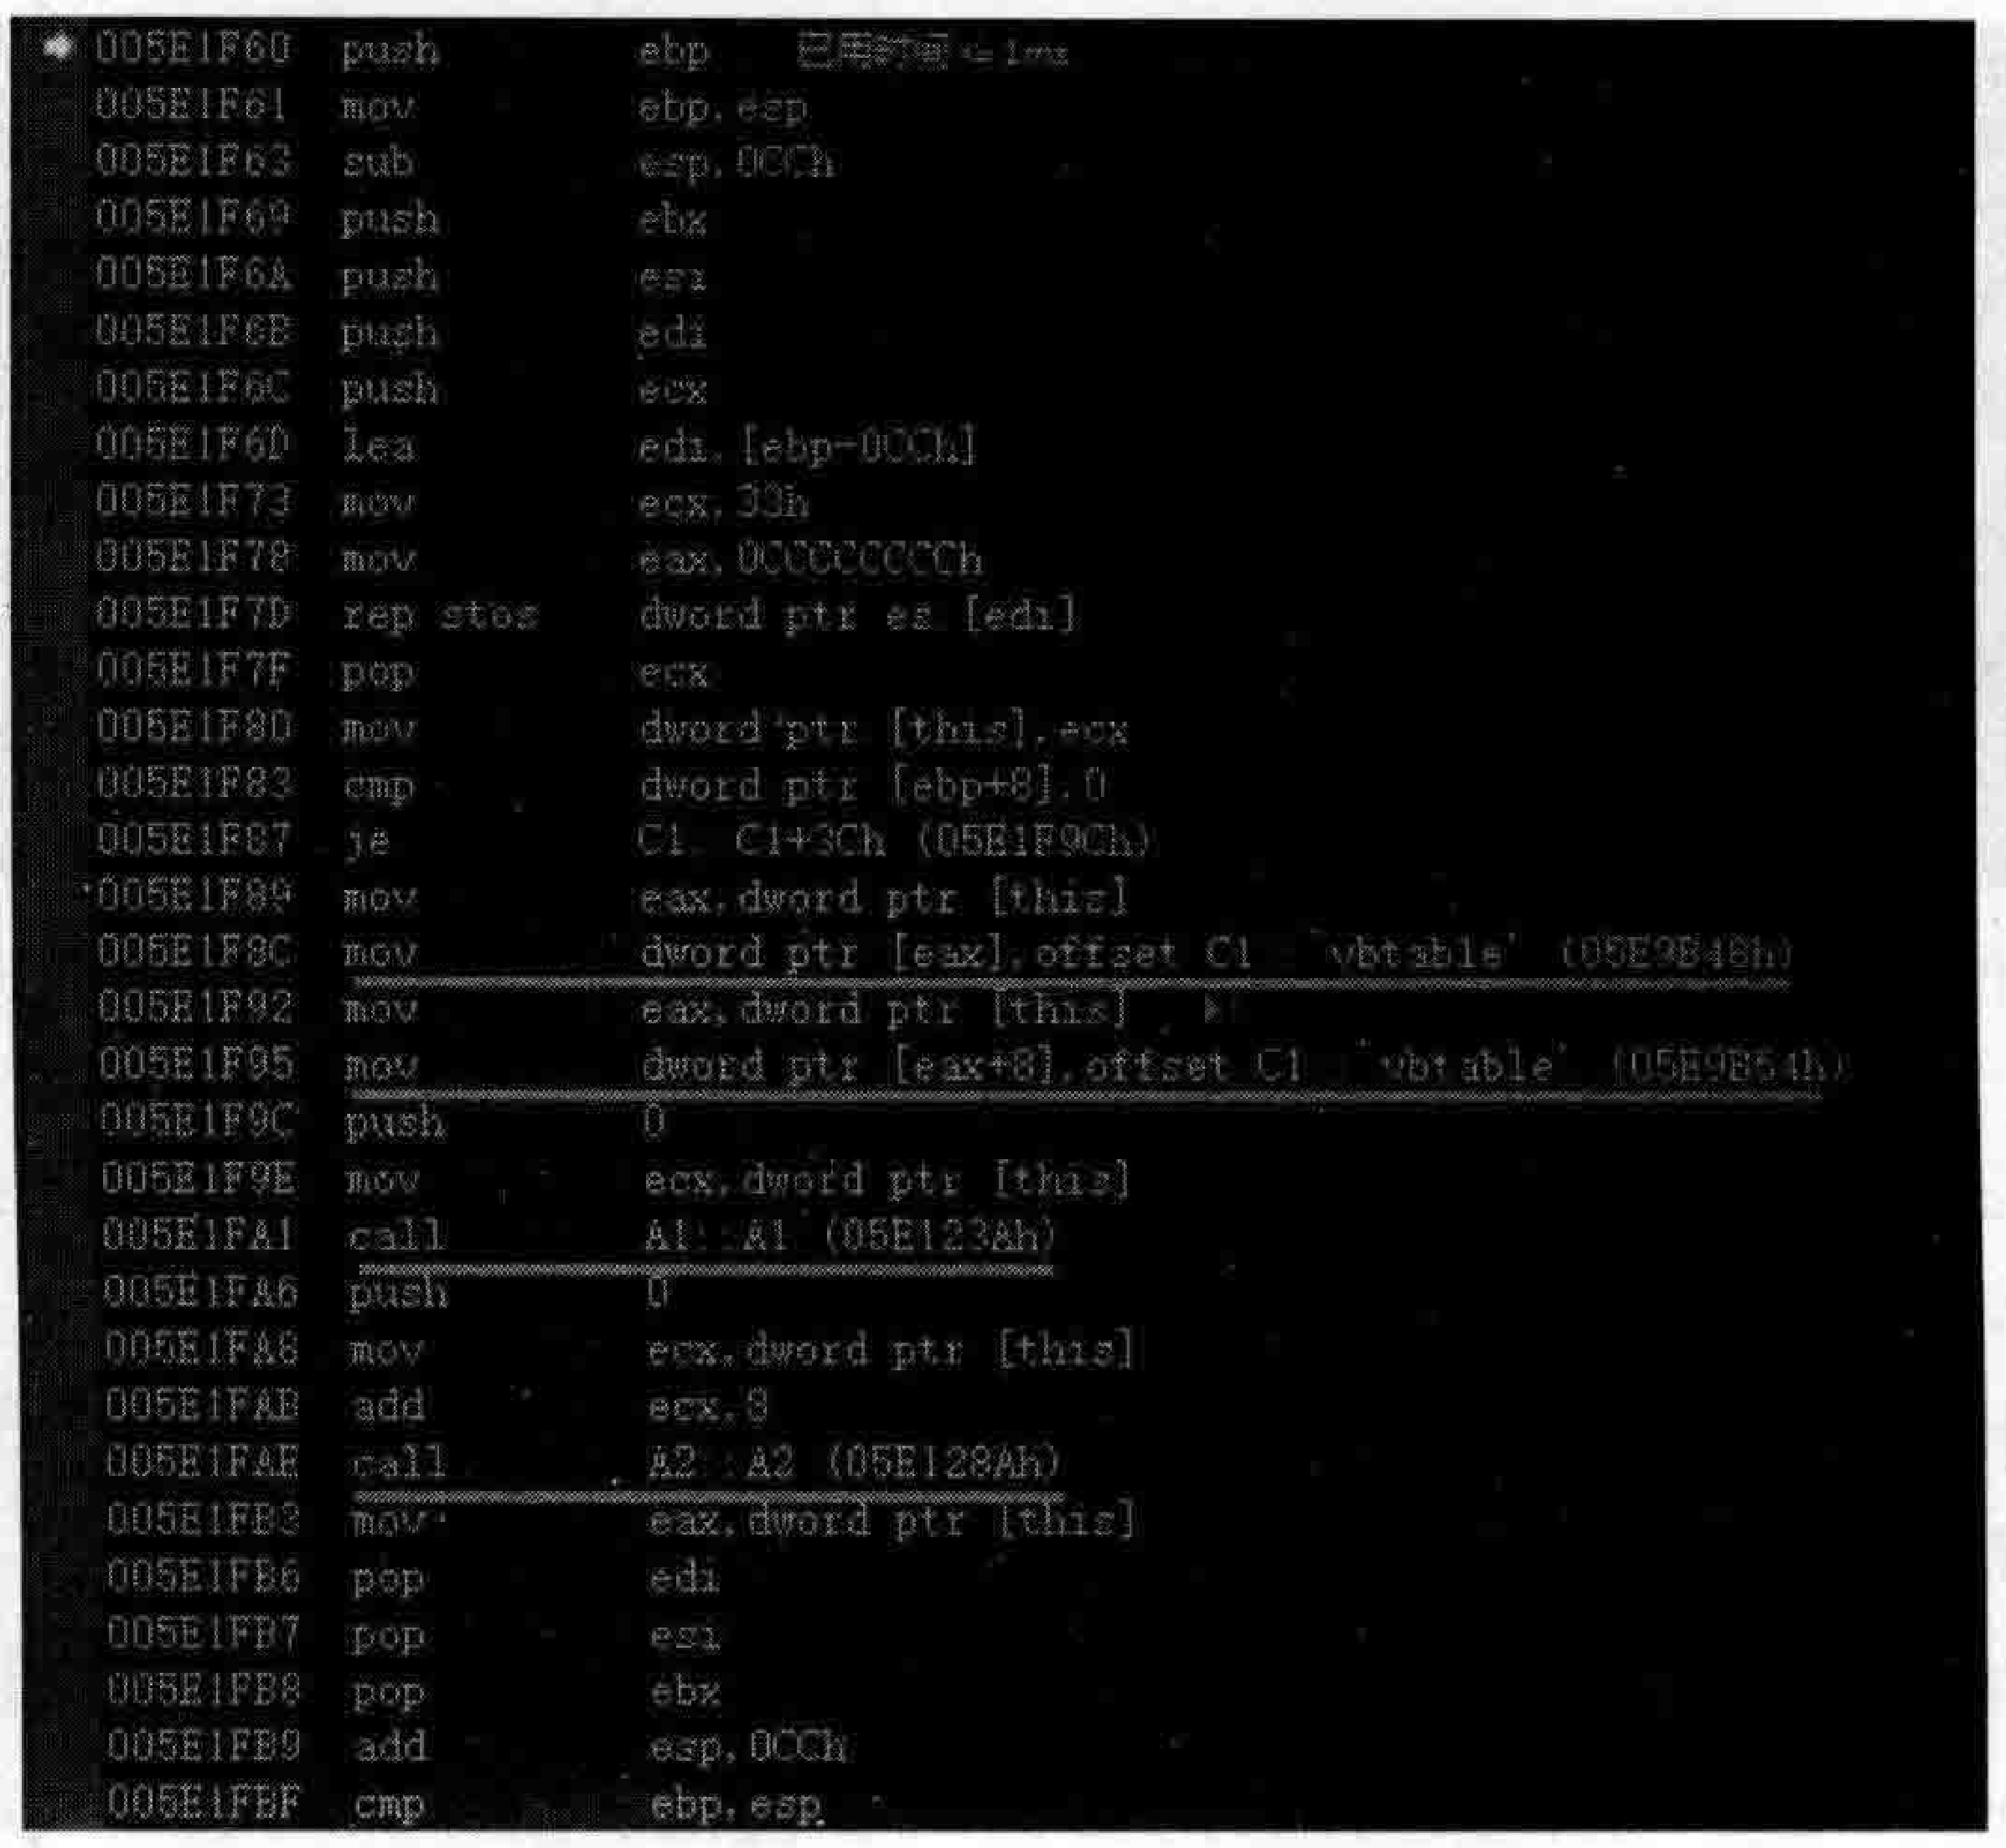 005E1F60 push ebp 已用时间 <= 1ms
005E1F61 mov ebp,esp
005E1F63 sub esp,0CCh
005E1F69 push ebx
005E1F6A push esi
005E1F6B push edi
005E1F6C push ecx
005E1F6D lea edi,[ebp-0CCh]
005E1F73 mov ecx,33h
005E1F78 mov eax,0CCCCCCCCh
005E1F7D rep stos dword ptr es:[edi]
005E1F7F pop ecx
005E1F80 mov dword ptr [this],ecx
005E1F83 cmp dword ptr [ebp+8],0
005E1F87 je C1::C1+3Ch (05E1F9Ch)
005E1F89 mov eax,dword ptr [this]
005E1F8C mov dword ptr [eax],offset C1::`vbtable' (05E9B48h)
005E1F92 mov eax,dword ptr [this]
005E1F95 mov dword ptr [eax+8],offset C1::`vbtable' (05E9B54h)
005E1F9C push 0
005E1F9E mov ecx,dword ptr [this]
005E1FA1 call A1::A1 (05E123Ah)
005E1FA6 push 0
005E1FA8 mov ecx,dword ptr [this]
005E1FAB add ecx,8
005E1FAE call A2::A2 (05E128Ah)
005E1FB3 mov eax,dword ptr [this]
005E1FB6 pop edi
005E1FB7 pop esi
005E1FB8 pop ebx
005E1FB9 add esp,0CCh
005E1FBF cmp ebp,esp